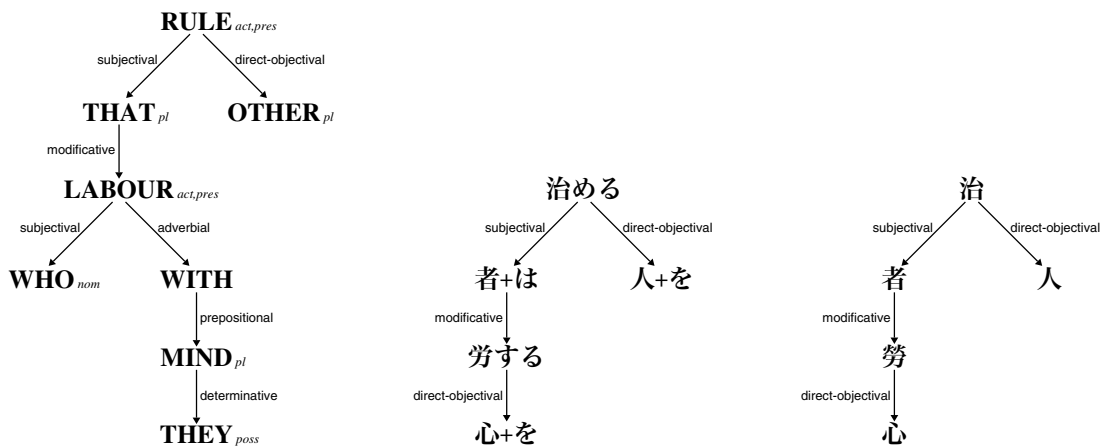 RULE act,pres
subjectival direct-objectival
THAT pl OTHER pl
modificative
LABOUR act,pres
subjectival adverbial
WHO nom WITH
prepositional
MIND pl
determinative
THEY poss
治める
subjectival direct-objectival
者+は 人+を
modificative
労する
direct-objectival
心+を
治
subjectival direct-objectival
者 人
modificative
勞
direct-objectival
心